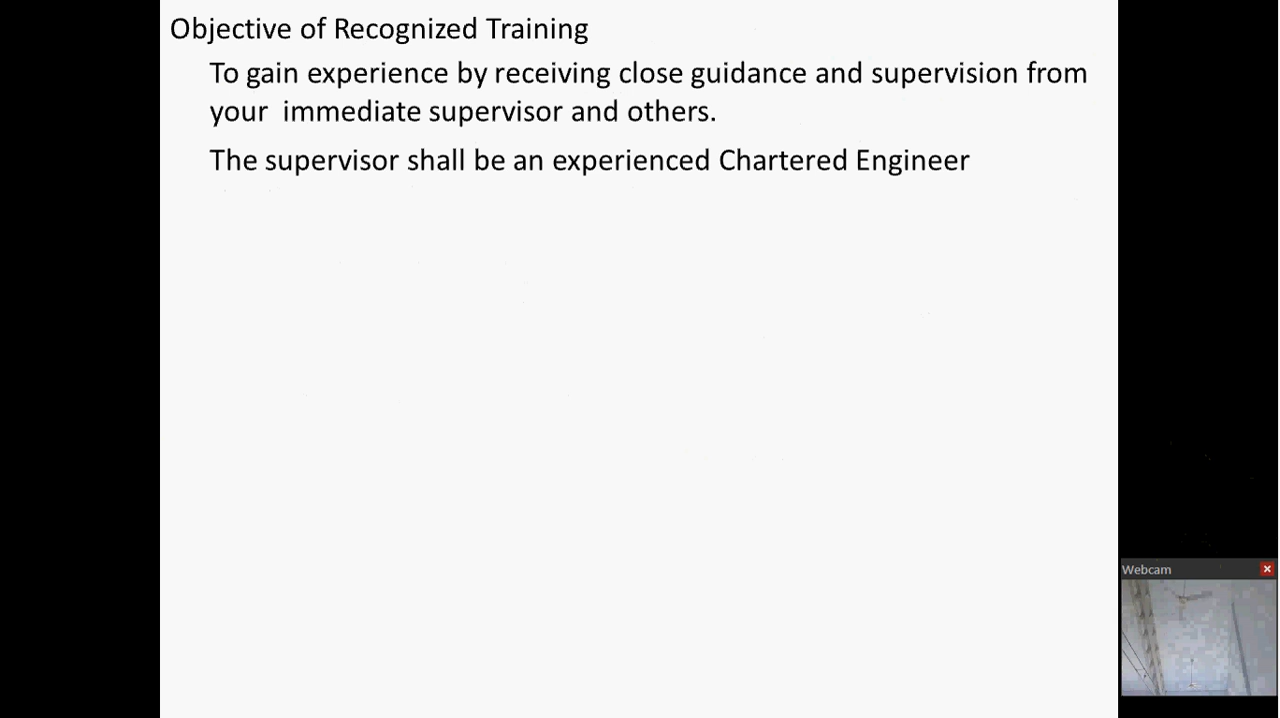 Objective of Recognized Training
To gain experience by receiving close guidance and supervision from
your  immediate supervisor and others.
The supervisor shall be an experienced Chartered Engineer
Webcam